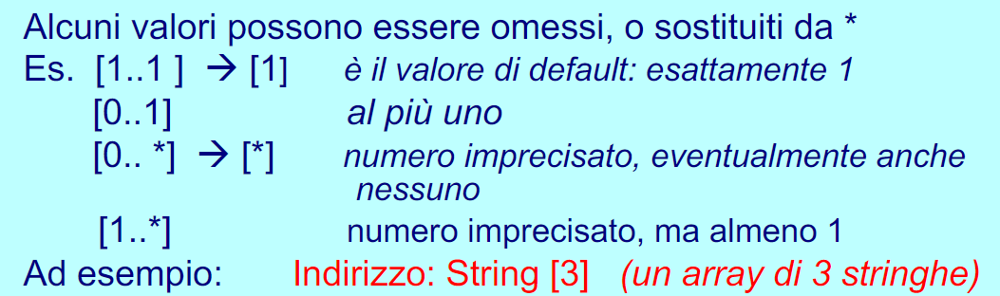 Alcuni valori possono essere omessi, o sostituiti da *
Es. [1..1 ] → [1] è il valore di default: esattamente 1
[0..1] al più uno
[0.. *] → [*] numero imprecisato, eventualmente anche
nessuno
[1..*] numero imprecisato, ma almeno 1
Ad esempio: Indirizzo: String [3] (un array di 3 stringhe)